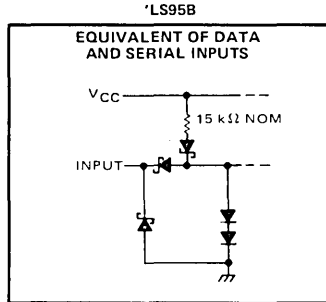 'LS95B
EQUIVALENT OF DATA
AND SERIAL INPUTS
VCC
15 kΩ NOM
INPUT